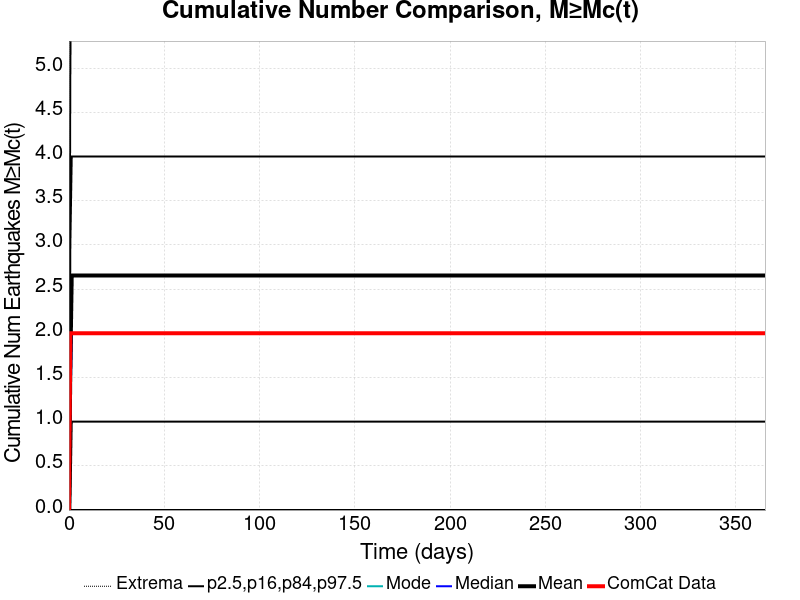 Cumulative Number Comparison, M≥Mc(t)
Cumulative Num Earthquakes M≥Mc(t)
5.0
4.5
4.0
3.5
3.0
2.5
2.0
1.5
1.0
0.5
0.0
0 50 100 150 200 250 300 350
Time (days)
Extrema p2.5,p16,p84,p97.5 Mode Median Mean ComCat Data